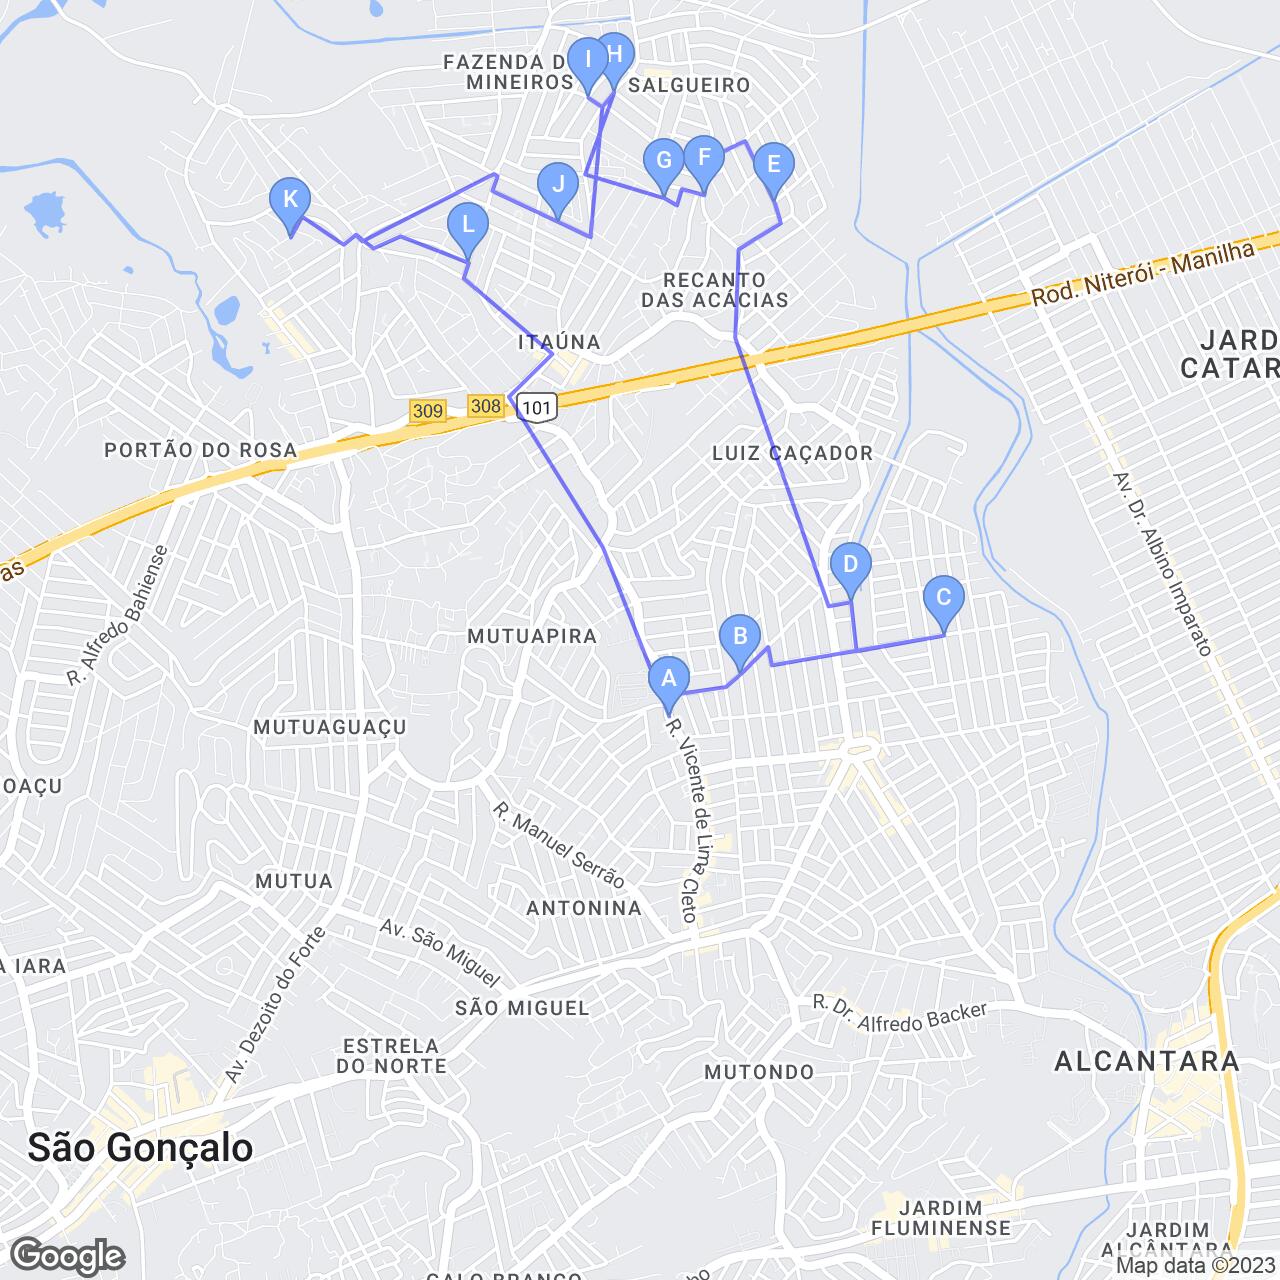 FAZENDA D
MINEIROS
I
H
SALGUEIRO
G
F
E
J
K
L
RECANTO
DAS ACÁCIAS
Rod. Niterói - Manilha
ITAÚNA
JARD
CATAR
309
308
101
PORTÃO DO ROSA
LUIZ CAÇADOR
as
R. Alfredo Bahiense
Av. Dr. Albino Imparato
D
C
B
A
MUTUAPIRA
MUTUAGUAÇU
R. Vicente de Lima Cleto
OAÇU
R. Manuel Serrão
MUTUA
ANTONINA
Av. São Miguel
Av. Dezoito do Forte
A IARA
SÃO MIGUEL
R. Dr. Alfredo Backer
ESTRELA
DO NORTE
MUTONDO
ALCANTARA
São Gonçalo
JARDIM
FLUMINENSE
JARDIM
ALCÂNTARA
Google
Map data ©2023